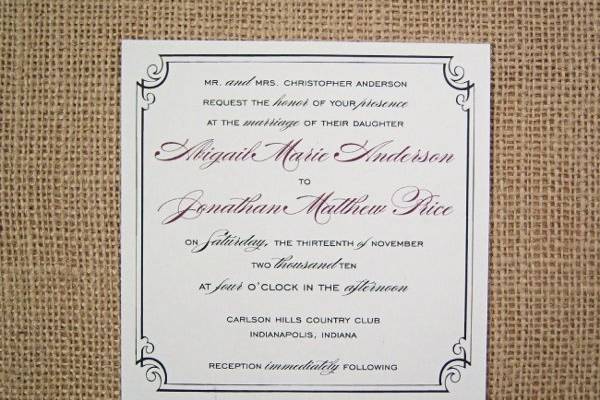 MR. and MRS. CHRISTOPHER ANDERSON
REQUEST THE honor OF YOUR presence
AT THE marriage OF THEIR DAUGHTER
Abigail Marie Anderson
TO
Jonathan Matthew Rice
ON Saturday, THE THIRTEENTH of NOVEMBER
TWO thousand TEN
AT four O'CLOCK IN THE afternoon
CARLSON HILLS COUNTRY CLUB
INDIANAPOLIS, INDIANA
RECEPTION immediately FOLLOWING